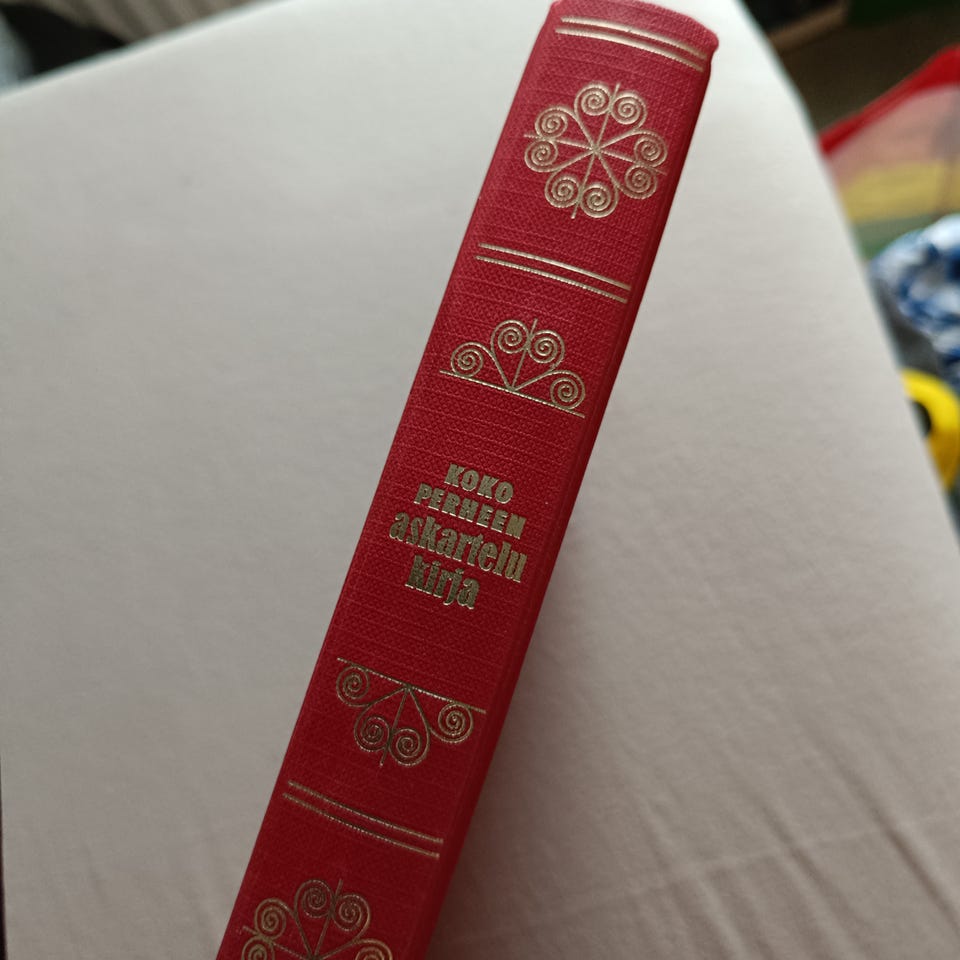 KOKO
PERHEEN
askartelu
kirja